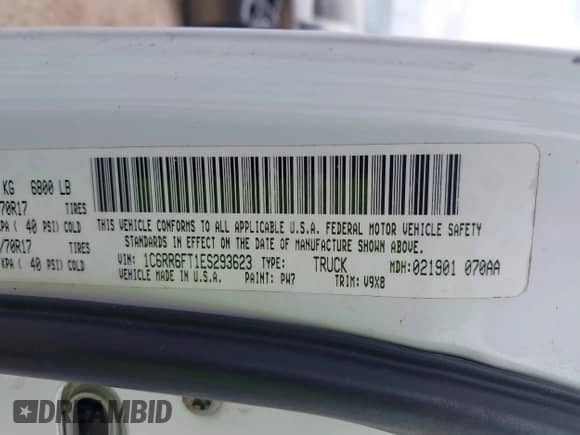 KG 6800 LB
70R17 TIRES
KPA ( 40 PSI) COLD
/70R17 TIRES
KPA ( 40 PSI) COLD
THIS VEHICLE CONFORMS TO ALL APPLICABLE U.S.A. FEDERAL MOTOR VEHICLE SAFETY
STANDARDS IN EFFECT ON THE DATE OF MANUFACTURE SHOWN ABOVE.
VIN: 1C6RR6FT1ES293623 TYPE: TRUCK MDH:021901 070AA
VEHICLE MADE IN U.S.A. PAINT: PW7 TRIM: V9X8
DREAMBID